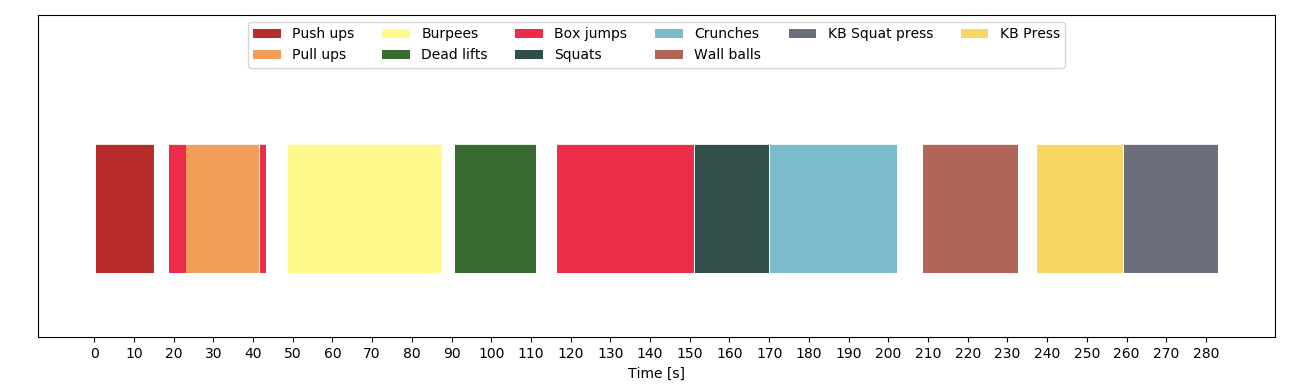 Push ups Burpees Box jumps Crunches KB Squat press KB Press
Pull ups Dead lifts Squats Wall balls
0 10 20 30 40 50 60 70 80 90 100 110 120 130 140 150 160 170 180 190 200 210 220 230 240 250 260 270 280
Time [s]